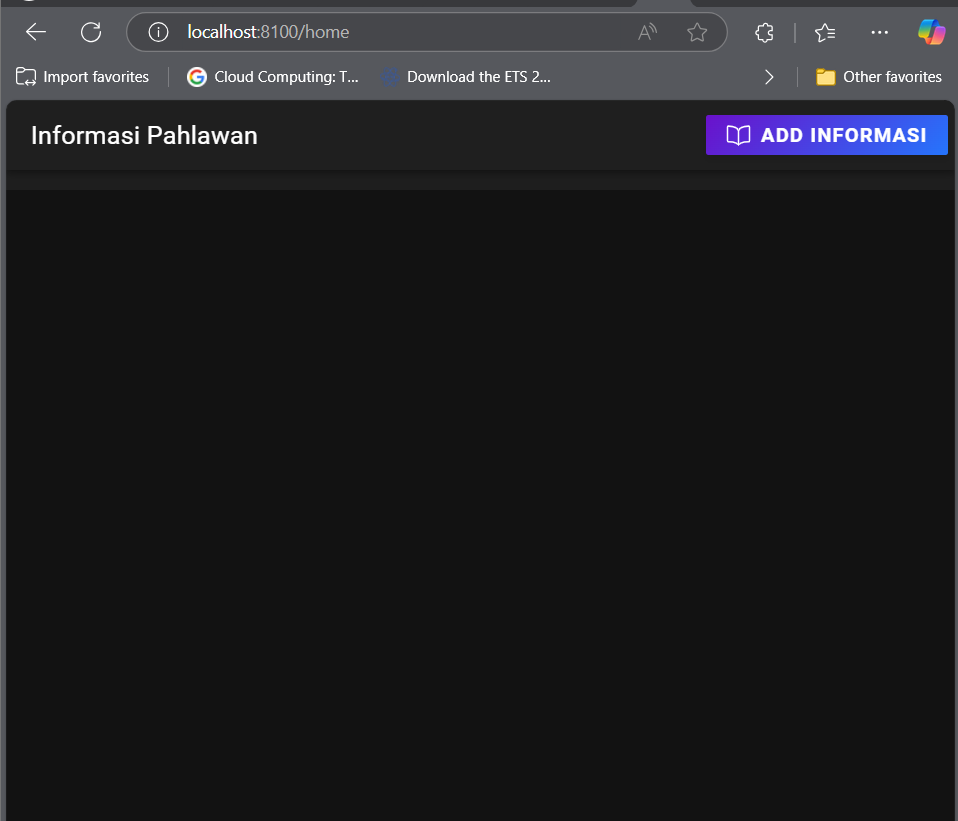 localhost:8100/home
Import favorites
Cloud Computing: T...
Download the ETS 2...
Other favorites
Informasi Pahlawan
ADD INFORMASI